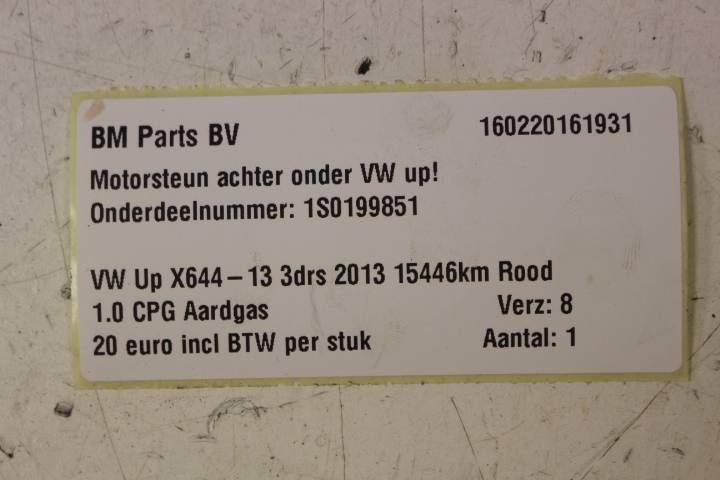 BM Parts BV 160220161931
Motorsteun achter onder VW up!
Onderdeelnummer: 1S0199851
VW Up X644-13 3drs 2013 15446km Rood
1.0 CPG Aardgas Verz: 8
20 euro incl BTW per stuk Aantal: 1